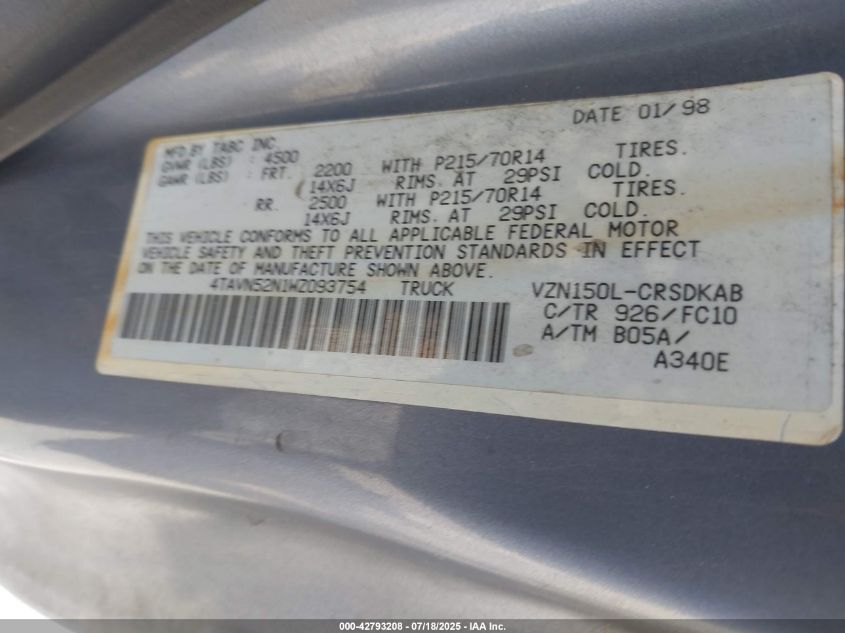 DATE 01/98
MFD BY TABC INC.
GVWR (LBS) : 4500
GAWR (LBS) : FRT. 2200 WITH P215/70R14 TIRES.
14X6J RIMS. AT 29PSI COLD.
RR. 2500 WITH P215/70R14 TIRES.
14X6J RIMS. AT 29PSI COLD.
THIS VEHICLE CONFORMS TO ALL APPLICABLE FEDERAL MOTOR
VEHICLE SAFETY AND THEFT PREVENTION STANDARDS IN EFFECT
ON THE DATE OF MANUFACTURE SHOWN ABOVE.
4TAVN52N1WZ093754 TRUCK VZN150L-CRSDKAB
C/TR 926/FC10
A/TM B05A/
A340E
000-42793208 - 07/18/2025 - IAA Inc.